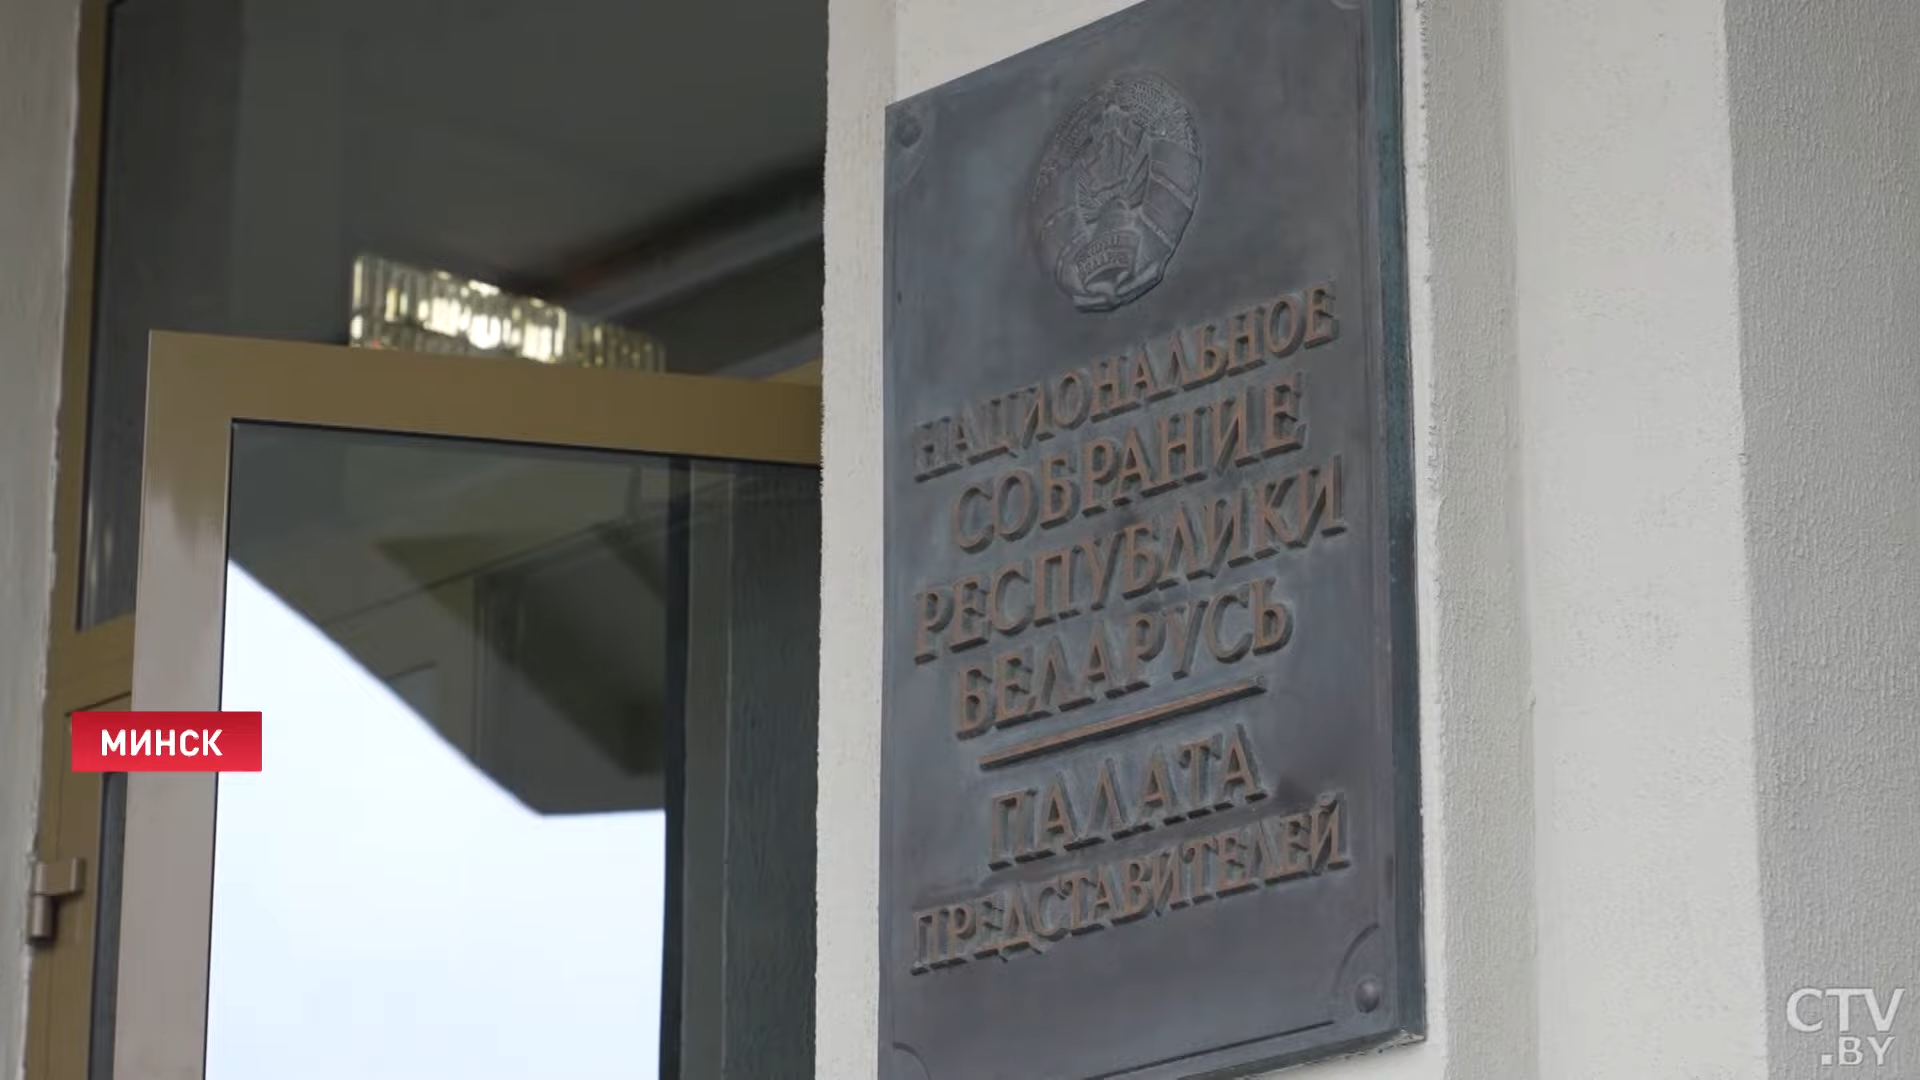 НАЦИОНАЛЬНОЕ
СОБРАНИЕ
РЕСПУБЛИКИ
БЕЛАРУСЬ
ПАЛАТА
ПРЕДСТАВИТЕЛЕЙ
МИНСК
CTV
.BY